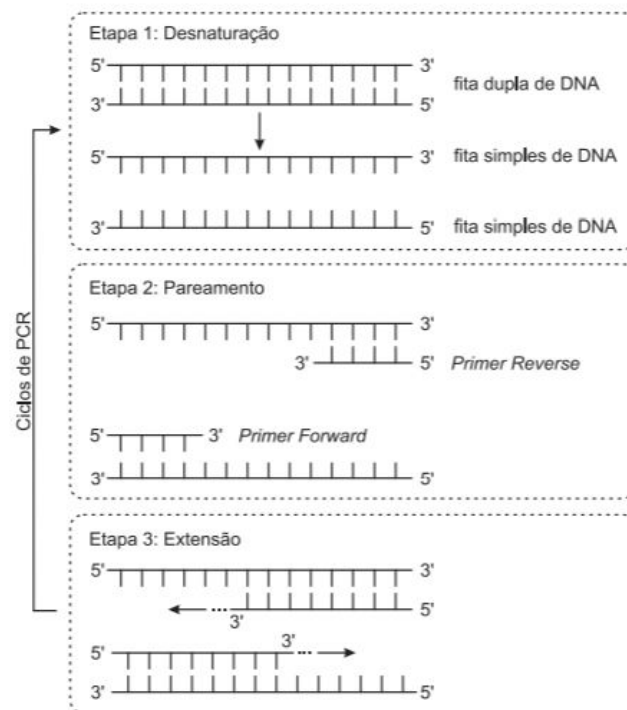 Etapa 1: Desnaturação
5' 3'
fita dupla de DNA
3' 5'
5' 3' fita simples de DNA
3' 5' fita simples de DNA
Ciclos de PCR
Etapa 2: Pareamento
5' 3'
3' 5' Primer Reverse
5' 3' Primer Forward
3' 5'
Etapa 3: Extensão
5' 3'
... 5'
3'
3'
5' ...
3' 5'